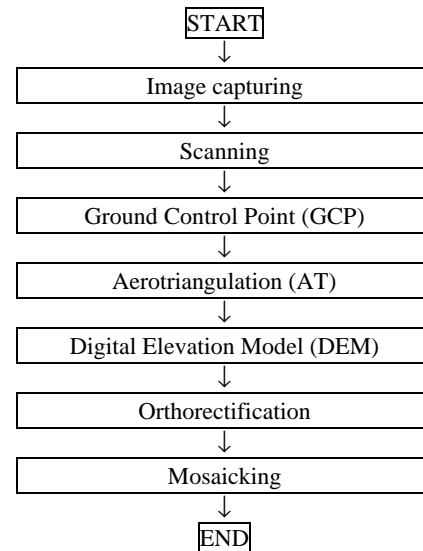 START
Image capturing
Scanning
Ground Control Point (GCP)
Aerotriangulation (AT)
Digital Elevation Model (DEM)
Orthorectification
Mosaicking
END